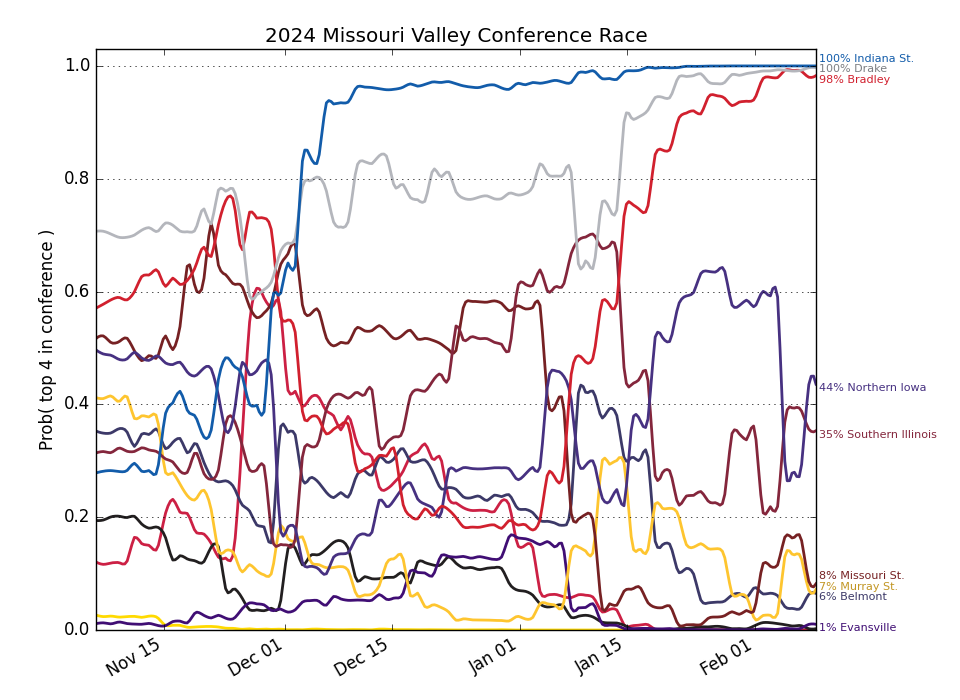 2024 Missouri Valley Conference Race
Prob( top 4 in conference )
1.0
0.8
0.6
0.4
0.2
0.0
Nov 15
Dec 01
Dec 15
Jan 01
Jan 15
Feb 01
100% Indiana St.
100% Drake
98% Bradley
44% Northern Iowa
35% Southern Illinois
8% Missouri St.
7% Murray St.
6% Belmont
1% Evansville